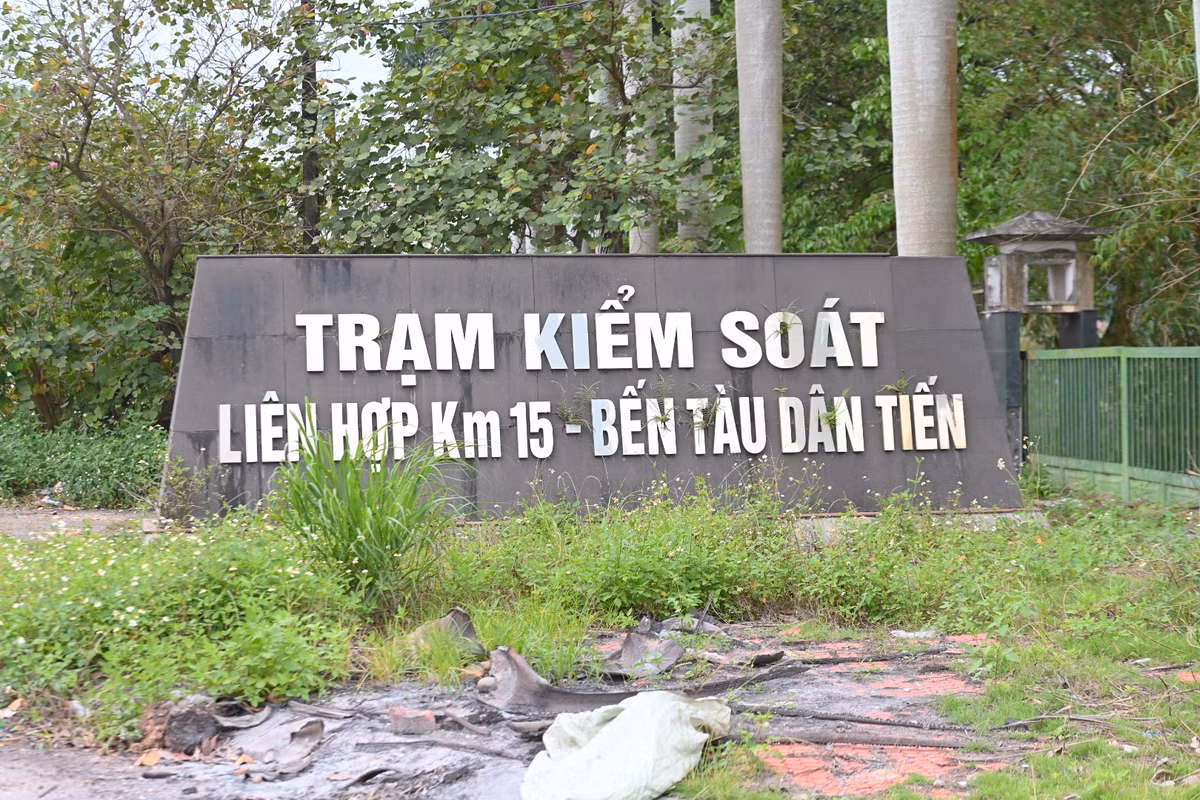 TRẠM KIỂM SOÁT
LIÊN HỢP Km 15 - BẾN TÀU DÂN TIẾN